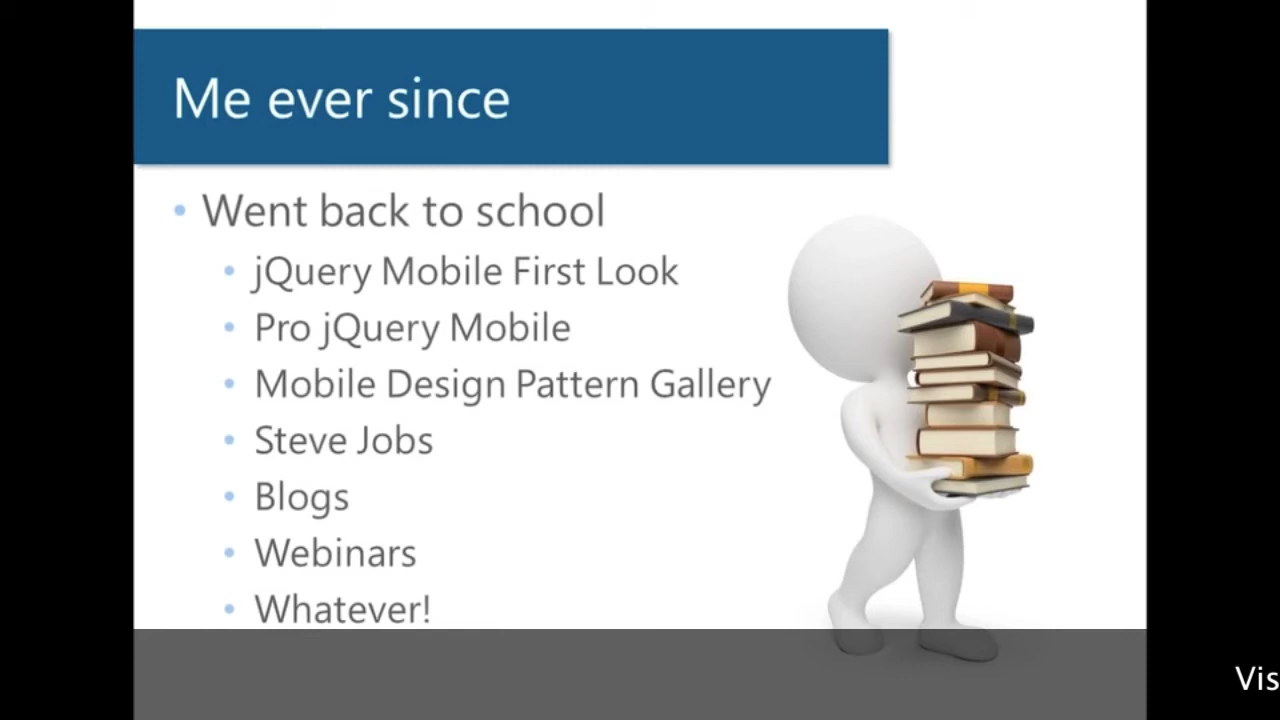 Me ever since
Went back to school
jQuery Mobile First Look
Pro jQuery Mobile
Mobile Design Pattern Gallery
Steve Jobs
Blogs
Webinars
Whatever!
Vis